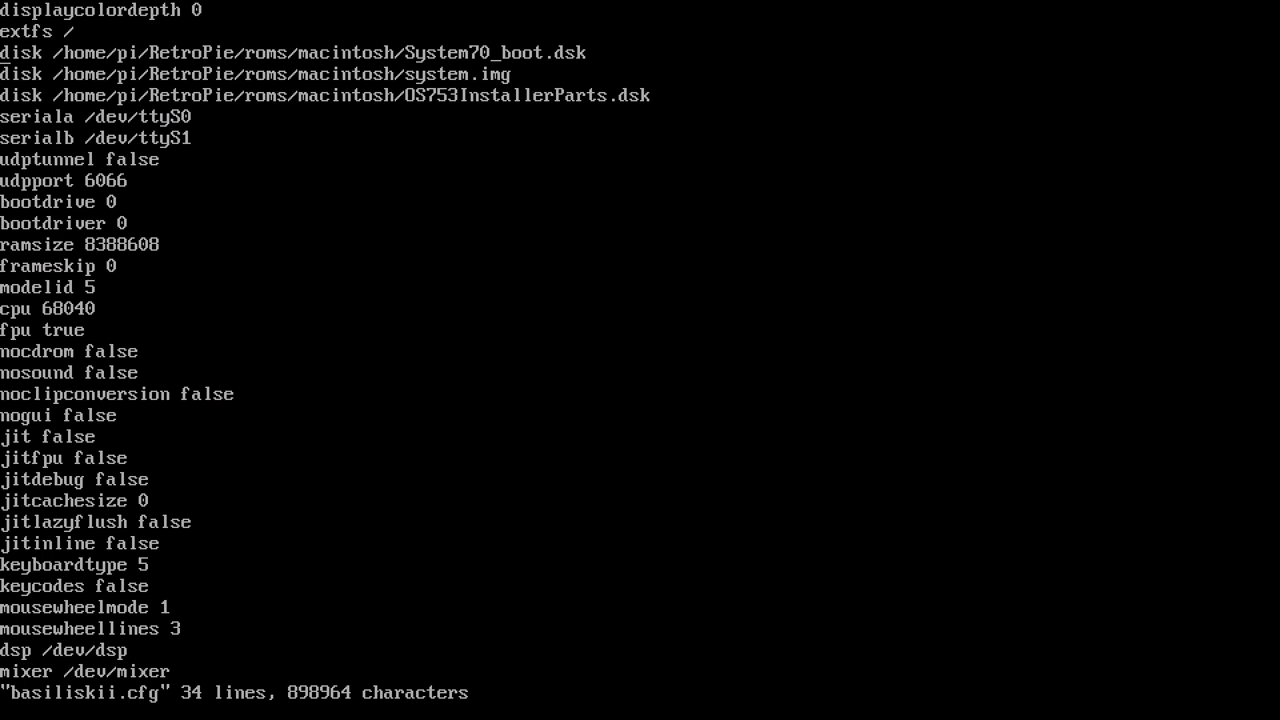 displaycolordepth 0
extfs /
disk /home/pi/RetroPie/roms/macintosh/System70_boot.dsk
disk /home/pi/RetroPie/roms/macintosh/system.img
disk /home/pi/RetroPie/roms/macintosh/OS753InstallerParts.dsk
seriala /dev/ttyS0
serialb /dev/ttyS1
udptunnel false
udpport 6066
bootdrive 0
bootdriver 0
ramsize 8388608
frameskip 0
modelid 5
cpu 68040
fpu true
nocdrom false
nosound false
noclipconversion false
nogui false
jit false
jitfpu false
jitdebug false
jitcachesize 0
jitlazyflush false
jitinline false
keyboardtype 5
keycodes false
mousewheelmode 1
mousewheellines 3
dsp /dev/dsp
mixer /dev/mixer
"basiliskii.cfg" 34 lines, 898964 characters